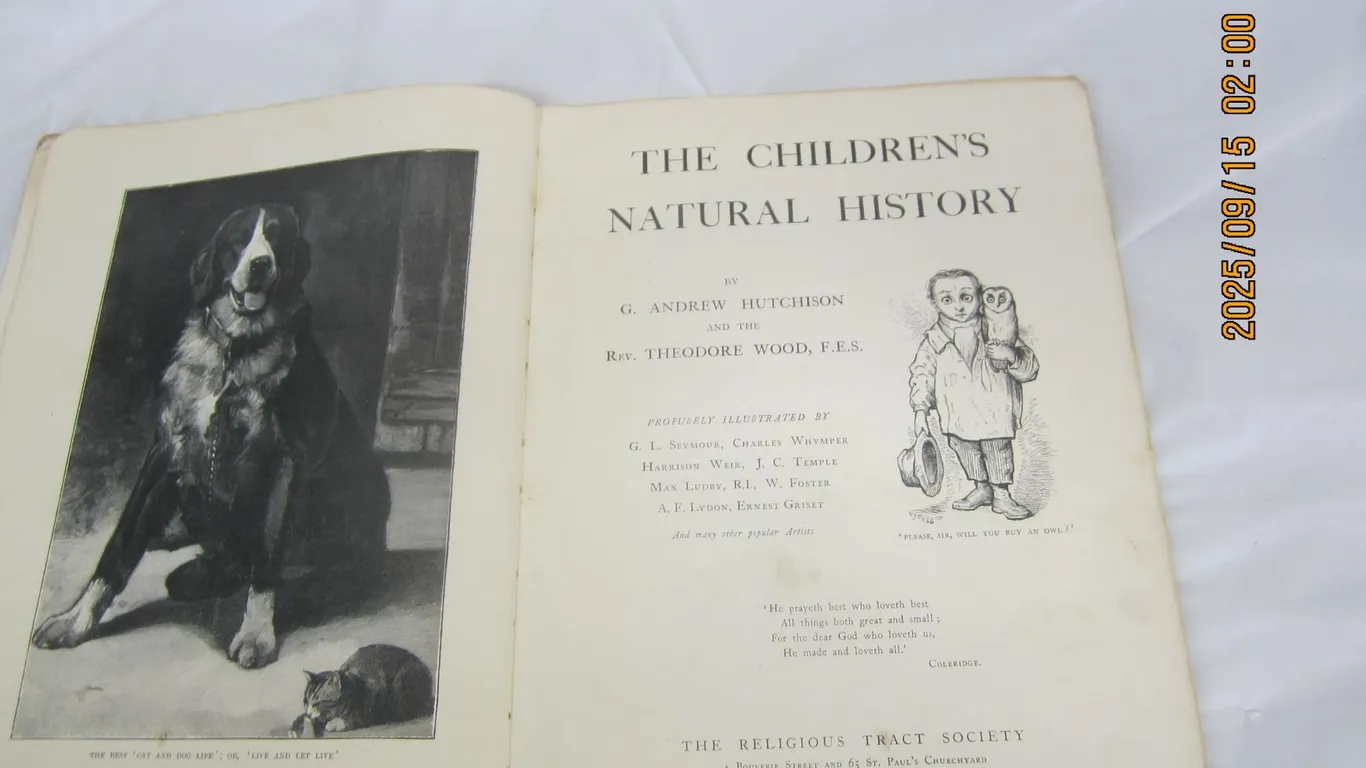 THE BEST 'CAT AND DOG LIFE'; OR, 'LIVE AND LET LIVE'
THE CHILDREN'S
NATURAL HISTORY
BY
G. ANDREW HUTCHISON
AND THE
REV. THEODORE WOOD, F.E.S.
PROFUSELY ILLUSTRATED BY
G. L. SEYMOUR, CHARLES WHYMPER
HARRISON WEIR, J. C. TEMPLE
MAX LUDBY, R.I., W. FOSTER
A. F. LYDON, ERNEST GRISET
And many other popular Artists
'PLEASE, SIR, WILL YOU BUY AN OWL?'
'He prayeth best who loveth best
All things both great and small;
For the dear God who loveth us,
He made and loveth all.'
COLERIDGE.
THE RELIGIOUS TRACT SOCIETY
BOUVERIE STREET AND 65 ST. PAUL'S CHURCHYARD
2025/09/15 02:00